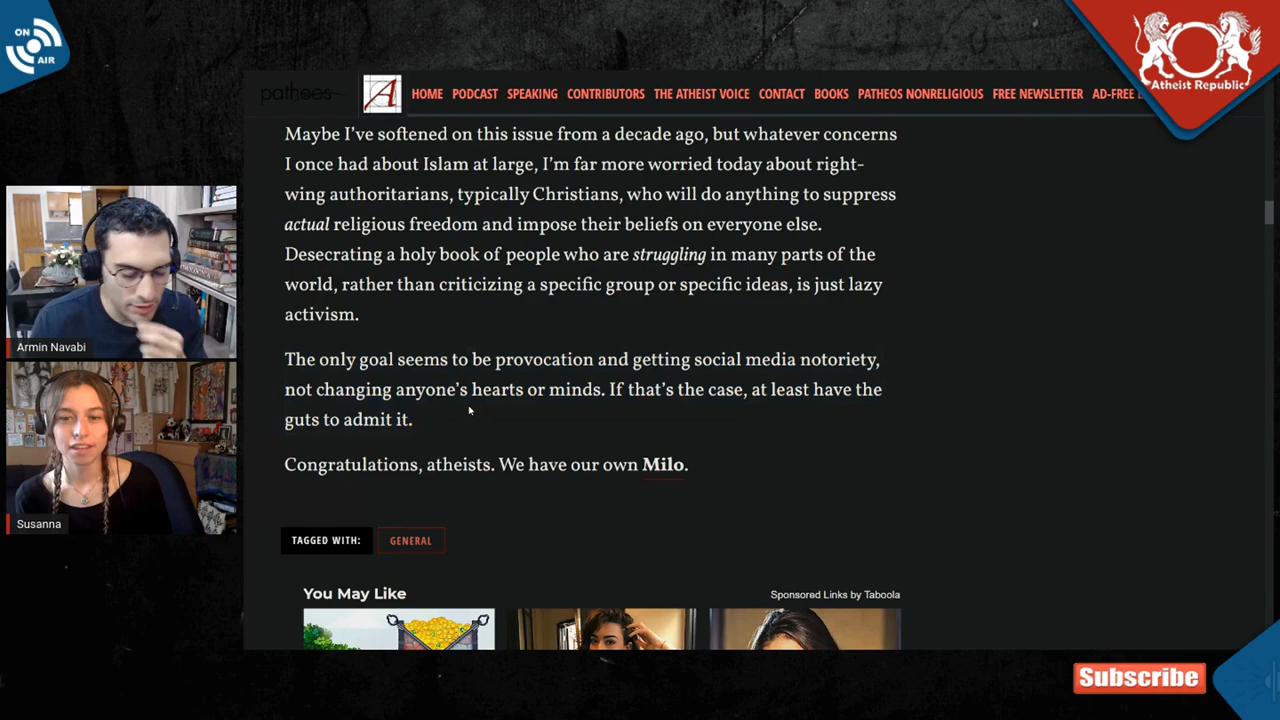 ON
AIR
patheos
A
HOME
PODCAST
SPEAKING
CONTRIBUTORS
THE ATHEIST VOICE
CONTACT
BOOKS
PATHEOS NONRELIGIOUS
FREE NEWSLETTER
AD-FREE
Atheist Republic
Maybe I’ve softened on this issue from a decade ago, but whatever concerns
I once had about Islam at large, I’m far more worried today about right-
wing authoritarians, typically Christians, who will do anything to suppress
actual religious freedom and impose their beliefs on everyone else.
Desecrating a holy book of people who are struggling in many parts of the
world, rather than criticizing a specific group or specific ideas, is just lazy
activism.
The only goal seems to be provocation and getting social media notoriety,
not changing anyone’s hearts or minds. If that’s the case, at least have the
guts to admit it.
Congratulations, atheists. We have our own Milo.
TAGGED WITH:
GENERAL
You May Like
Sponsored Links by Taboola
Armin Navabi
Susanna
Subscribe